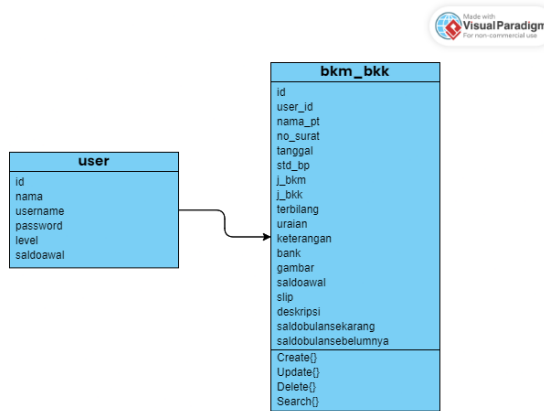 Made with
Visual Paradigm
For non-commercial use
bkm_bkk
id
user_id
nama_pt
no_surat
tanggal
std_bp
j_bkm
j_bkk
terbilang
uraian
keterangan
bank
gambar
saldoawal
slip
deskripsi
saldobulansekarang
saldobulansebelumnya
Create{}
Update{}
Delete{}
Search{}
user
id
nama
username
password
level
saldoawal